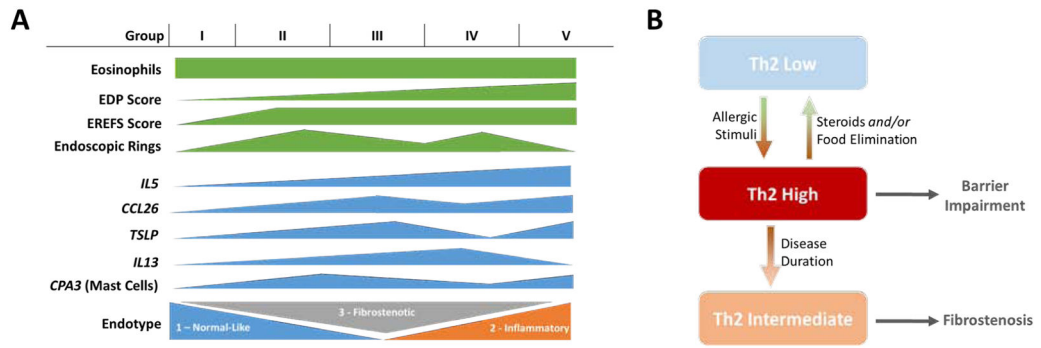 A
Group I II III IV V
Eosinophils
EDP Score
EREFS Score
Endoscopic Rings
IL5
CCL26
TSLP
IL13
CPA3 (Mast Cells)
Endotype
1 – Normal-Like
3 - Fibrostenotic
2 - Inflammatory
B
Th2 Low
Allergic
Stimuli
Steroids and/or
Food Elimination
Th2 High
Barrier
Impairment
Disease
Duration
Th2 Intermediate
Fibrostenosis